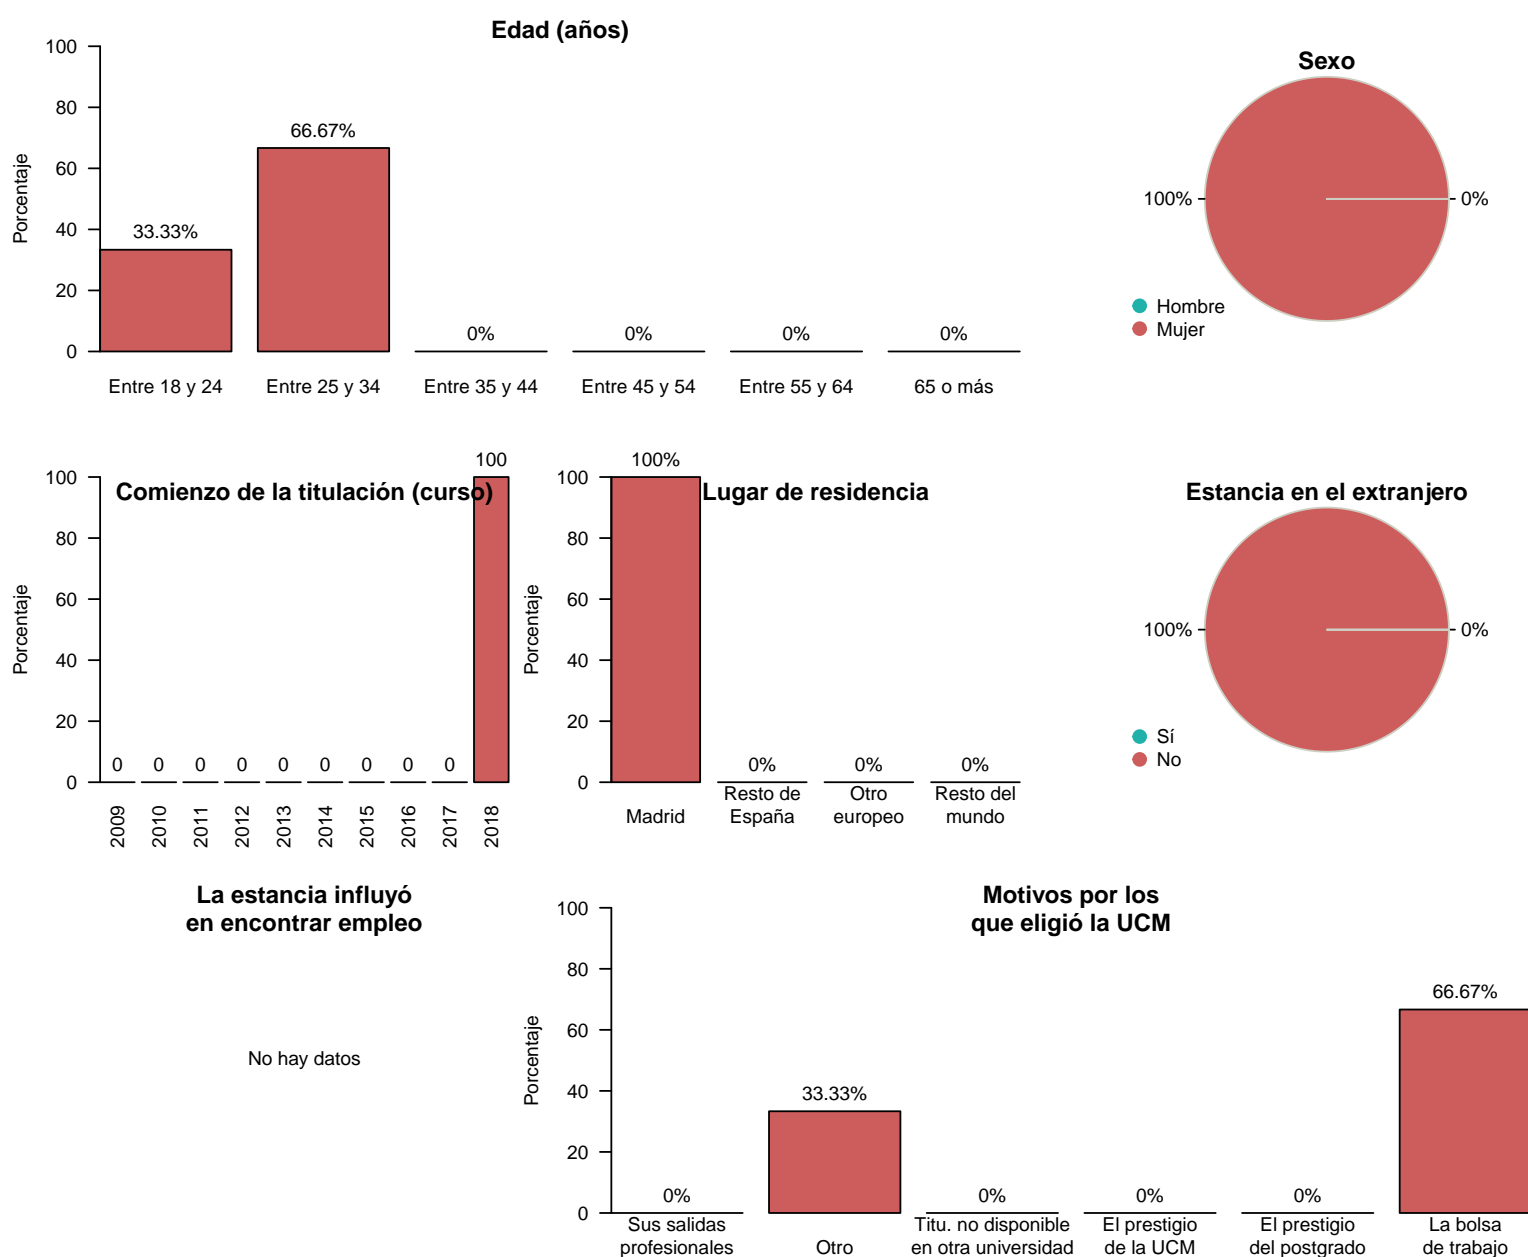 Edad (años)
Porcentaje
100
80
60
40
20
0
33.33%
66.67%
0%
0%
0%
0%
Entre 18 y 24
Entre 25 y 34
Entre 35 y 44
Entre 45 y 54
Entre 55 y 64
65 o más
Sexo
100%
0%
Hombre
Mujer
Comienzo de la titulación (curso)
Porcentaje
100
80
60
40
20
0
0
0
0
0
0
0
0
0
0
100
2009
2010
2011
2012
2013
2014
2015
2016
2017
2018
Lugar de residencia
Porcentaje
100
80
60
40
20
0
100%
0%
0%
0%
Madrid
Resto de
España
Otro
europeo
Resto del
mundo
Estancia en el extranjero
100%
0%
Sí
No
La estancia influyó
en encontrar empleo
No hay datos
Motivos por los
que eligió la UCM
Porcentaje
100
80
60
40
20
0
0%
33.33%
0%
0%
0%
66.67%
Sus salidas
profesionales
Otro
Titu. no disponible
en otra universidad
El prestigio
de la UCM
El prestigio
del postgrado
La bolsa
de trabajo